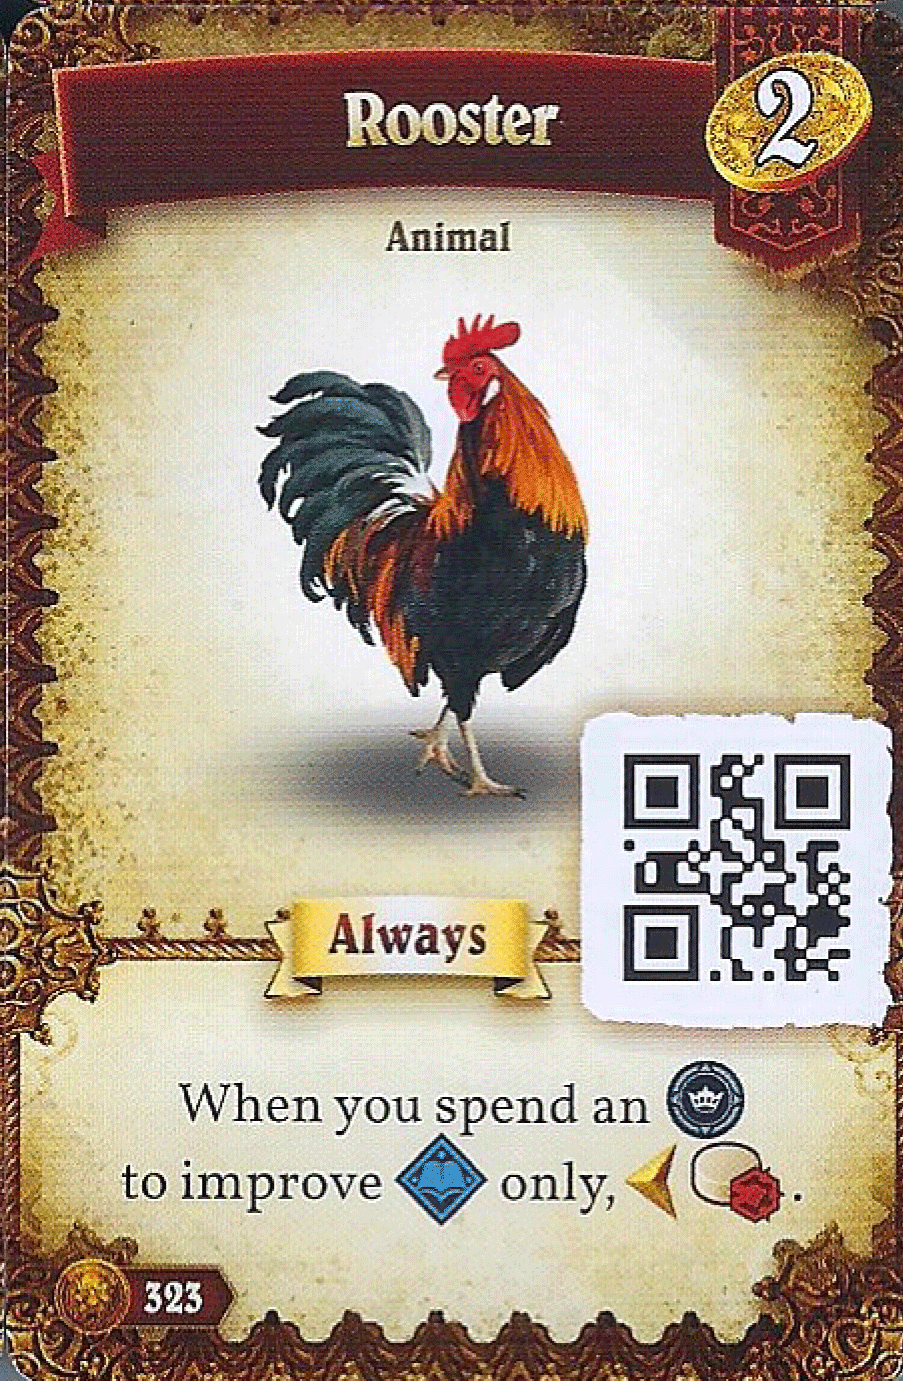 Rooster
2
Animal
Always
When you spend an
to improve only,
.
323